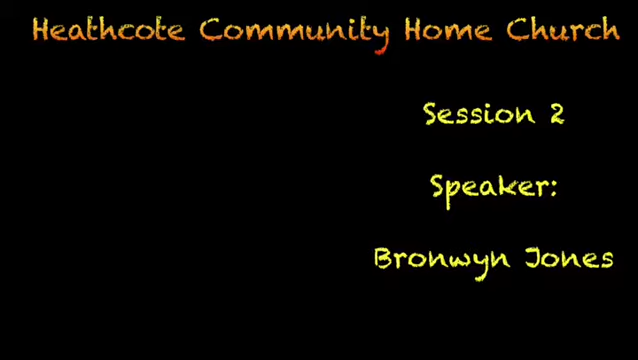 Heathcote Community Home Church
Session 2
Speaker:
Bronwyn Jones